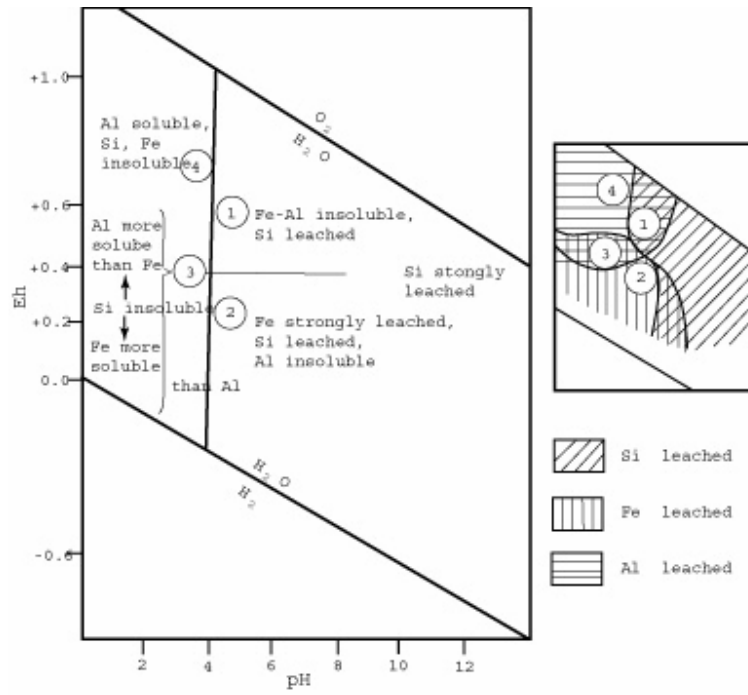 +1.0
+0.6
+0.4
+0.2
0.0
-0.6
Eh
2
4
6
8
10
12
pH
O2
H2O
H2O
H2
Al soluble,
Si, Fe
insoluble
4
1
Fe-Al insoluble,
Si leached
Al more
solube
than Fe
3
Si stongly
leached
Si insoluble
2
Fe strongly leached,
Si leached,
Al insoluble
Fe more
soluble
than Al
4
1
3
2
Si leached
Fe leached
Al leached